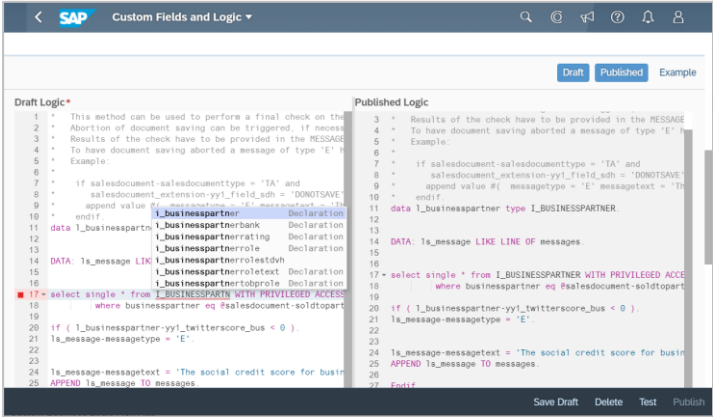 SAP Custom Fields and Logic
Draft Published Example
Draft Logic*
1 * This method can be used to perform a final check on the
2 * Abortion of document saving can be triggered, if necess
3 * Results of the check have to be provided in the MESSAGE
4 * To have document saving aborted a message of type 'E' h
5 * Example:
6 *
7 * if salesdocument-salesdocumenttype = 'TA' and
8 * salesdocument_extension-yy1_field_sdh = 'DONOTSAVE'
9 * append value #( messagetype = 'E' messagetext = 'Th
10 * endif.
11 data l_businesspartn
12
13
14 DATA: ls_message LIK
15
16
17 select single * from I_BUSINESSPARTN WITH PRIVILEGED ACCESS
18 where businesspartner eq @salesdocument-soldtopart
19
20 if ( l_businesspartner-yy1_twitterscore_bus < 0 ).
21 ls_message-messagetype = 'E'.
22
23
24 ls_message-messagetext = 'The social credit score for busin
25 APPEND ls_message TO messages.
i_businesspartner Declaration
i_businesspartnerbank Declaration
i_businesspartnerrating Declaration
i_businesspartnerrole Declaration
i_businesspartnerrolestdvh Declaration
i_businesspartnerroletext Declaration
i_businesspartnertobprole Declaration
Published Logic
3 * Results of the check have to be provided in the MESSAGE
4 * To have document saving aborted a message of type 'E' h
5 * Example:
6 *
7 * if salesdocument-salesdocumenttype = 'TA' and
8 * salesdocument_extension-yy1_field_sdh = 'DONOTSAVE'
9 * append value #( messagetype = 'E' messagetext = 'Th
10 * endif.
11 data l_businesspartner type I_BUSINESSPARTNER.
12
13
14 DATA: ls_message LIKE LINE OF messages.
15
16
17 select single * from I_BUSINESSPARTNER WITH PRIVILEGED ACCE
18 where businesspartner eq @salesdocument-soldtopart
19
20 if ( l_businesspartner-yy1_twitterscore_bus < 0 ).
21 ls_message-messagetype = 'E'.
22
23
24 ls_message-messagetext = 'The social credit score for busin
25 APPEND ls_message TO messages.
26
27 Endif.
Save Draft Delete Test Publish